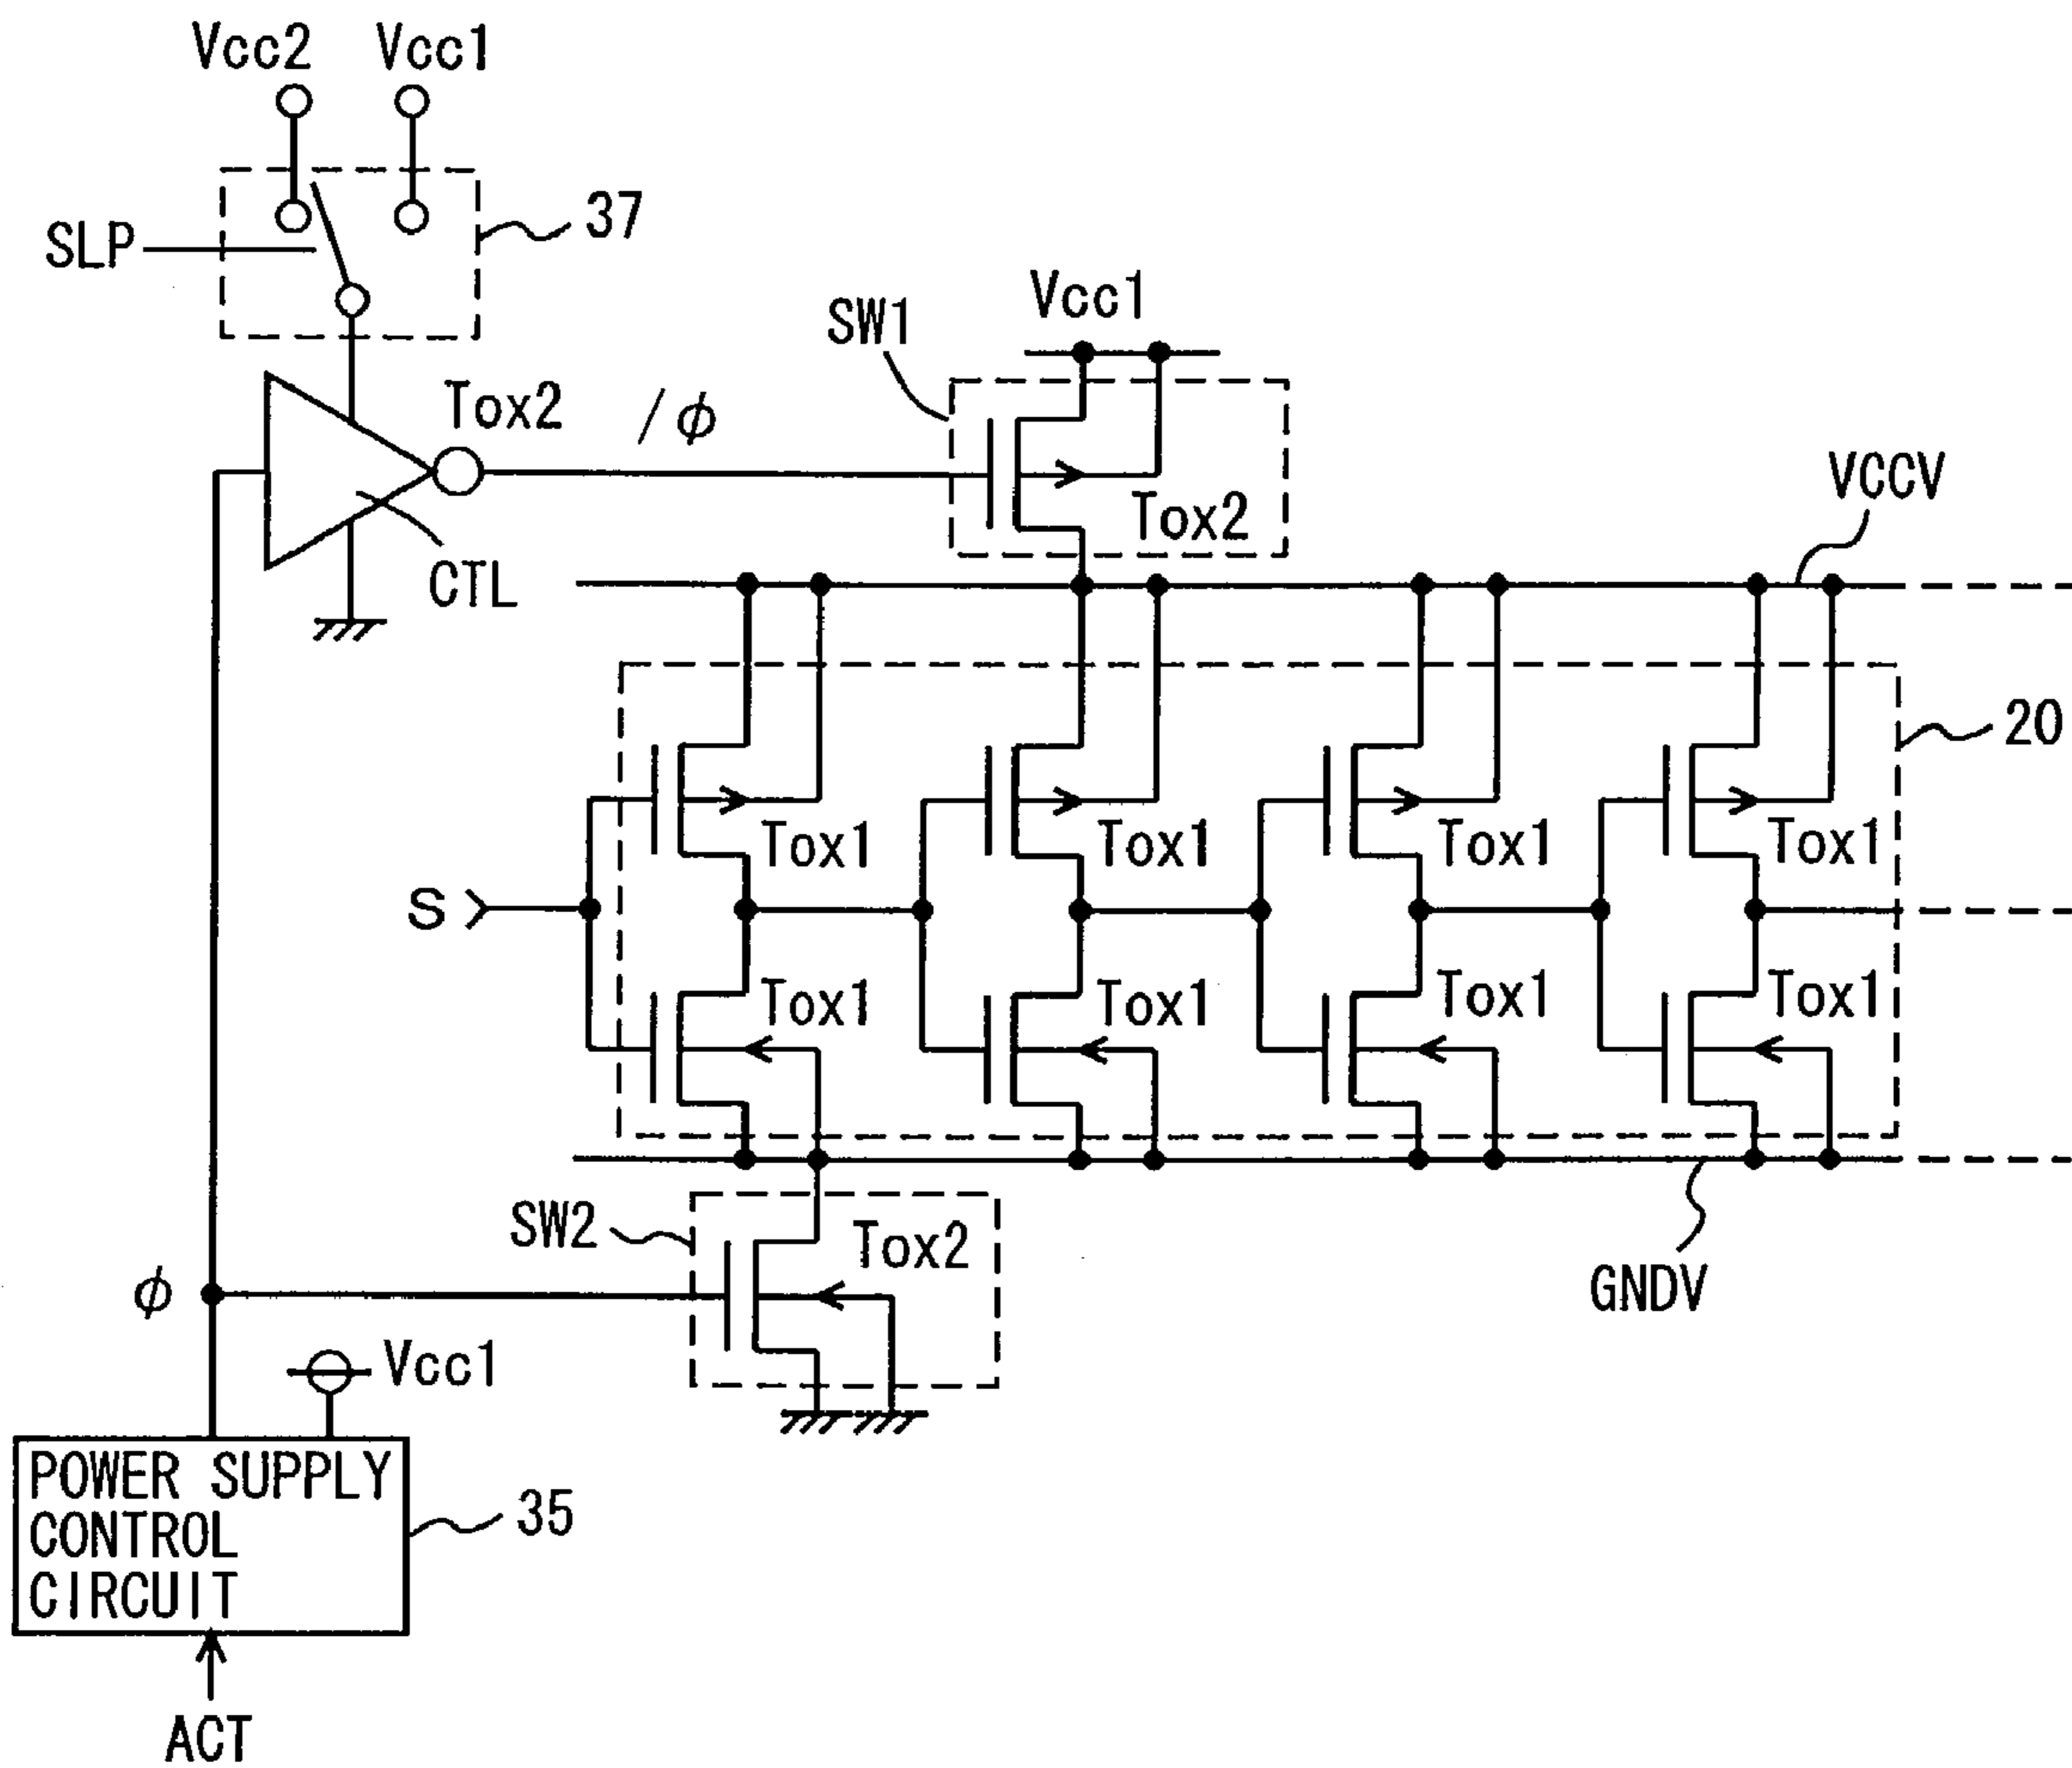 Vcc2 Vcc1
SLP
37
SW1
Vcc1
Tox2
/φ
Tox2
VCCV
CTL
20
Tox1 Tox1 Tox1 Tox1
S
Tox1 Tox1 Tox1 Tox1
SW2
Tox2
φ
GNDV
Vcc1
POWER SUPPLY
CONTROL
CIRCUIT
35
ACT